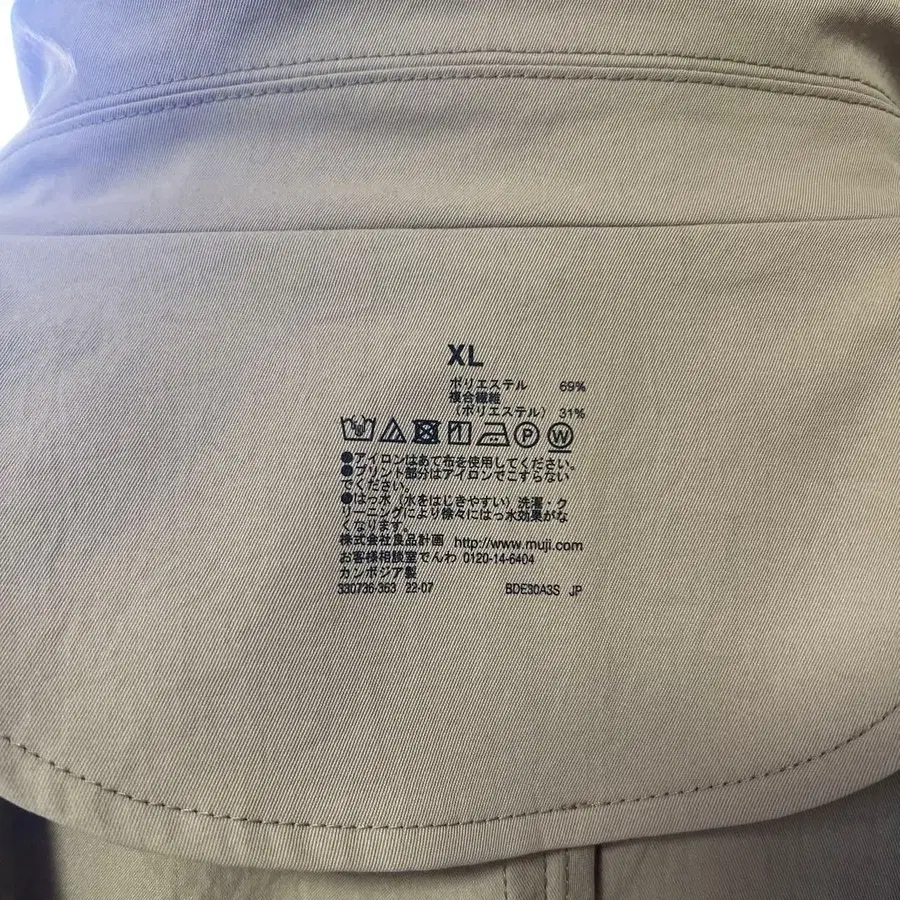 XL
ポリエステル 69%
複合繊維
（ポリエステル）31%
P W
●アイロンはあて布を使用してください。
●プリント部分はアイロンでこすらない
でください。
●はっ水（水をはじきやすい）洗濯・ク
リーニングにより徐々にはっ水効果がな
くなります。
株式会社良品計画 http://www.muji.com
お客様相談室でんわ 0120-14-6404
カンボジア製
330736-363 22-07 BDE30A3S JP